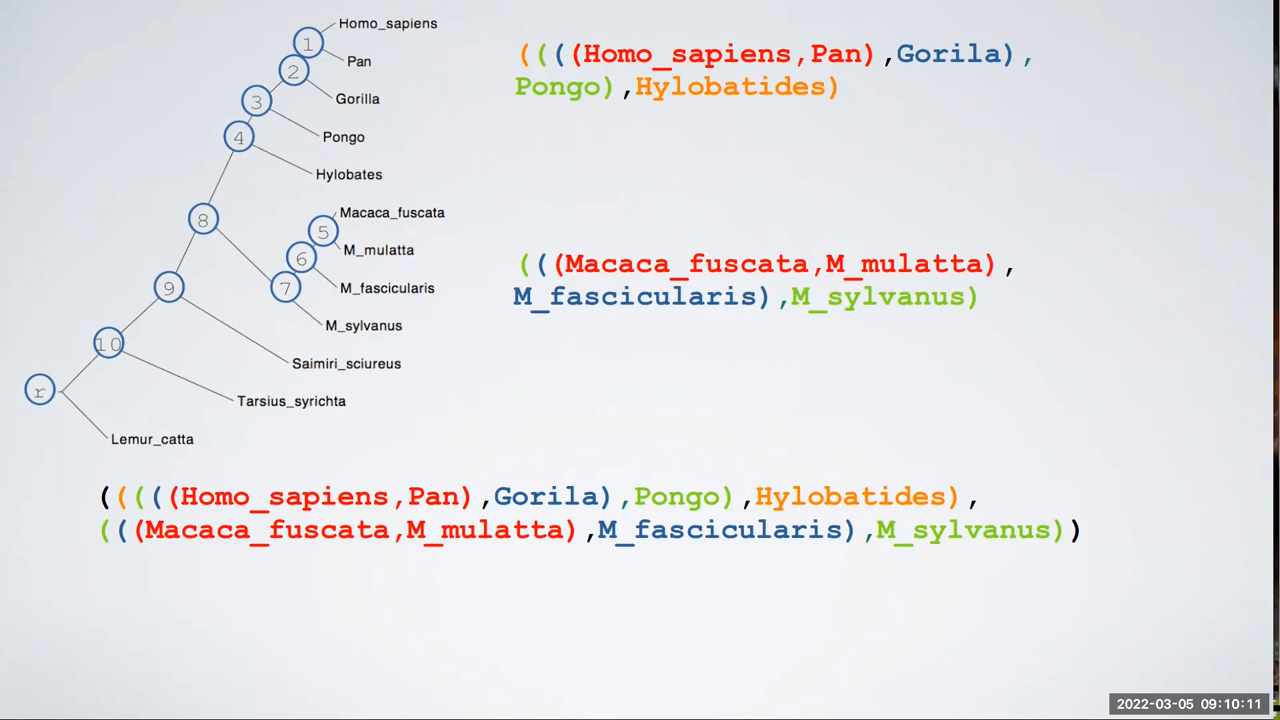 Homo_sapiens
1
Pan
2
Gorilla
3
Pongo
4
Hylobates
Macaca_fuscata
8
5
M_mulatta
6
M_fascicularis
9
7
M_sylvanus
10
Saimiri_sciureus
r
Tarsius_syrichta
Lemur_catta
((((Homo_sapiens,Pan),Gorila),
Pongo),Hylobatides)
(((Macaca_fuscata,M_mulatta),
M_fascicularis),M_sylvanus)
(((((Homo_sapiens,Pan),Gorila),Pongo),Hylobatides),
(((Macaca_fuscata,M_mulatta),M_fascicularis),M_sylvanus))
2022-03-05 09:10:11